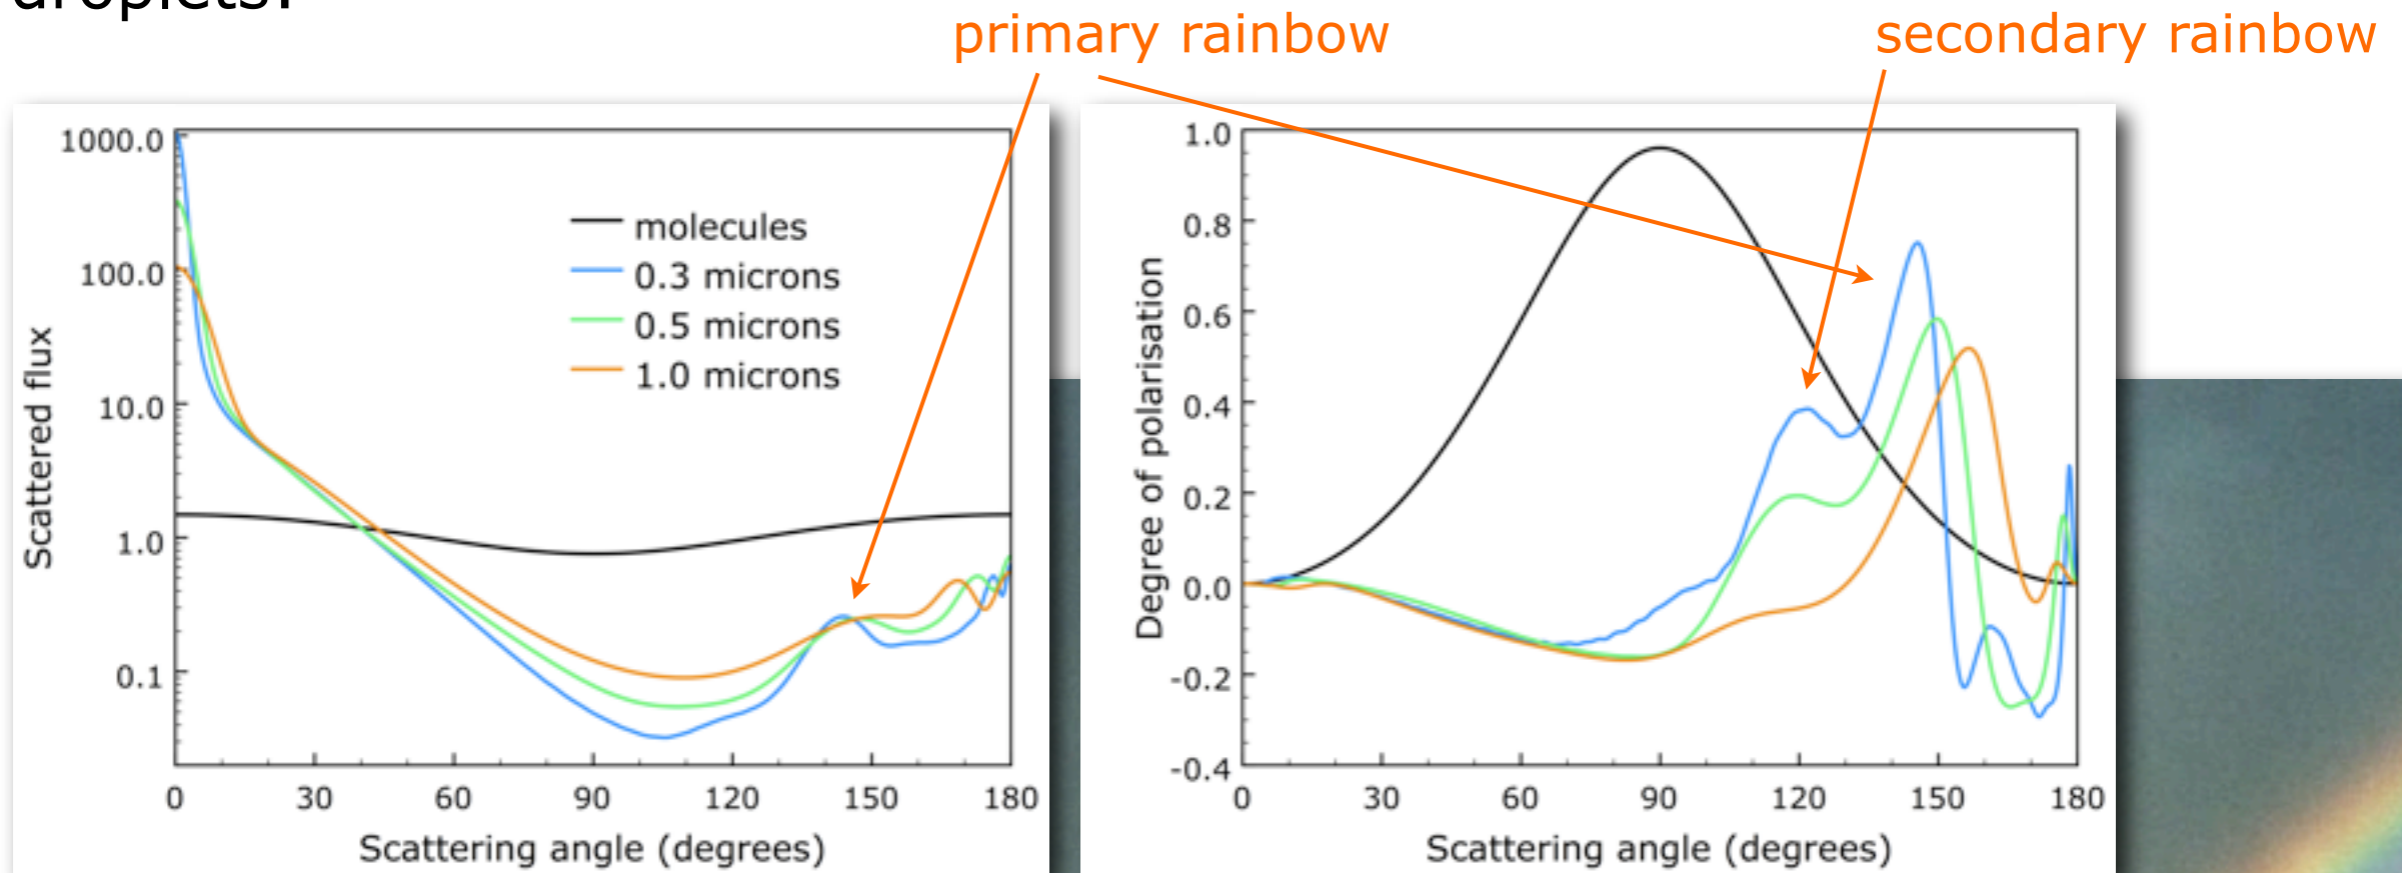 droplets:
primary rainbow
secondary rainbow
1000.0
100.0
10.0
1.0
0.1
Scattered flux
molecules
0.3 microns
0.5 microns
1.0 microns
0 30 60 90 120 150 180
Scattering angle (degrees)
1.0
0.8
0.6
0.4
0.2
0.0
-0.2
-0.4
Degree of polarisation
0 30 60 90 120 150 180
Scattering angle (degrees)